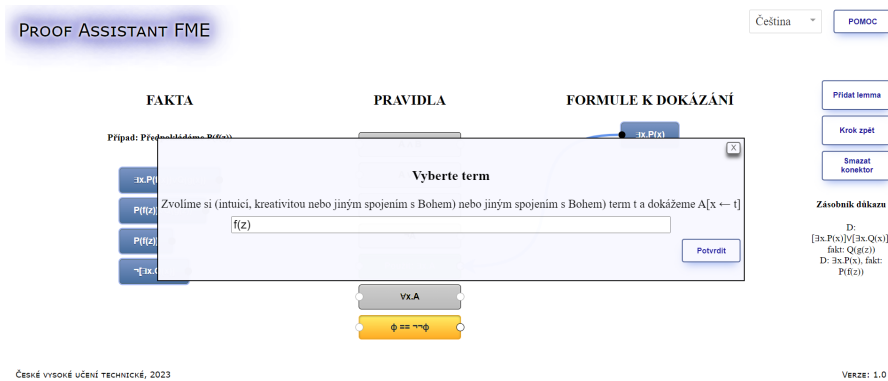 PROOF ASSISTANT FME
Čeština
POMOC
FAKTA
PRAVIDLA
FORMULE K DOKÁZÁNÍ
Přidat lemma
Případ: Předpokládáme P(f(z))
∃x.P(x)
X
Krok zpět
Vyberte term
Smazat
konektor
∃x.P(f
Zvolíme si (intuicí, kreativitou nebo jiným spojením s Bohem) nebo jiným spojením s Bohem) term t a dokážeme A[x ← t]
Zásobník důkazu
P(f(z))
f(z)
D:
[∃x.P(x)]∨[∃x.Q(x)]
P(f(z))
fakt: Q(g(z))
Potvrdit
D: ∃x.P(x), fakt:
P(f(z))
¬[∃x.
∀x.A
ϕ == ¬¬ϕ
ČESKÉ VYSOKÉ UČENÍ TECHNICKÉ, 2023
VERZE: 1.0